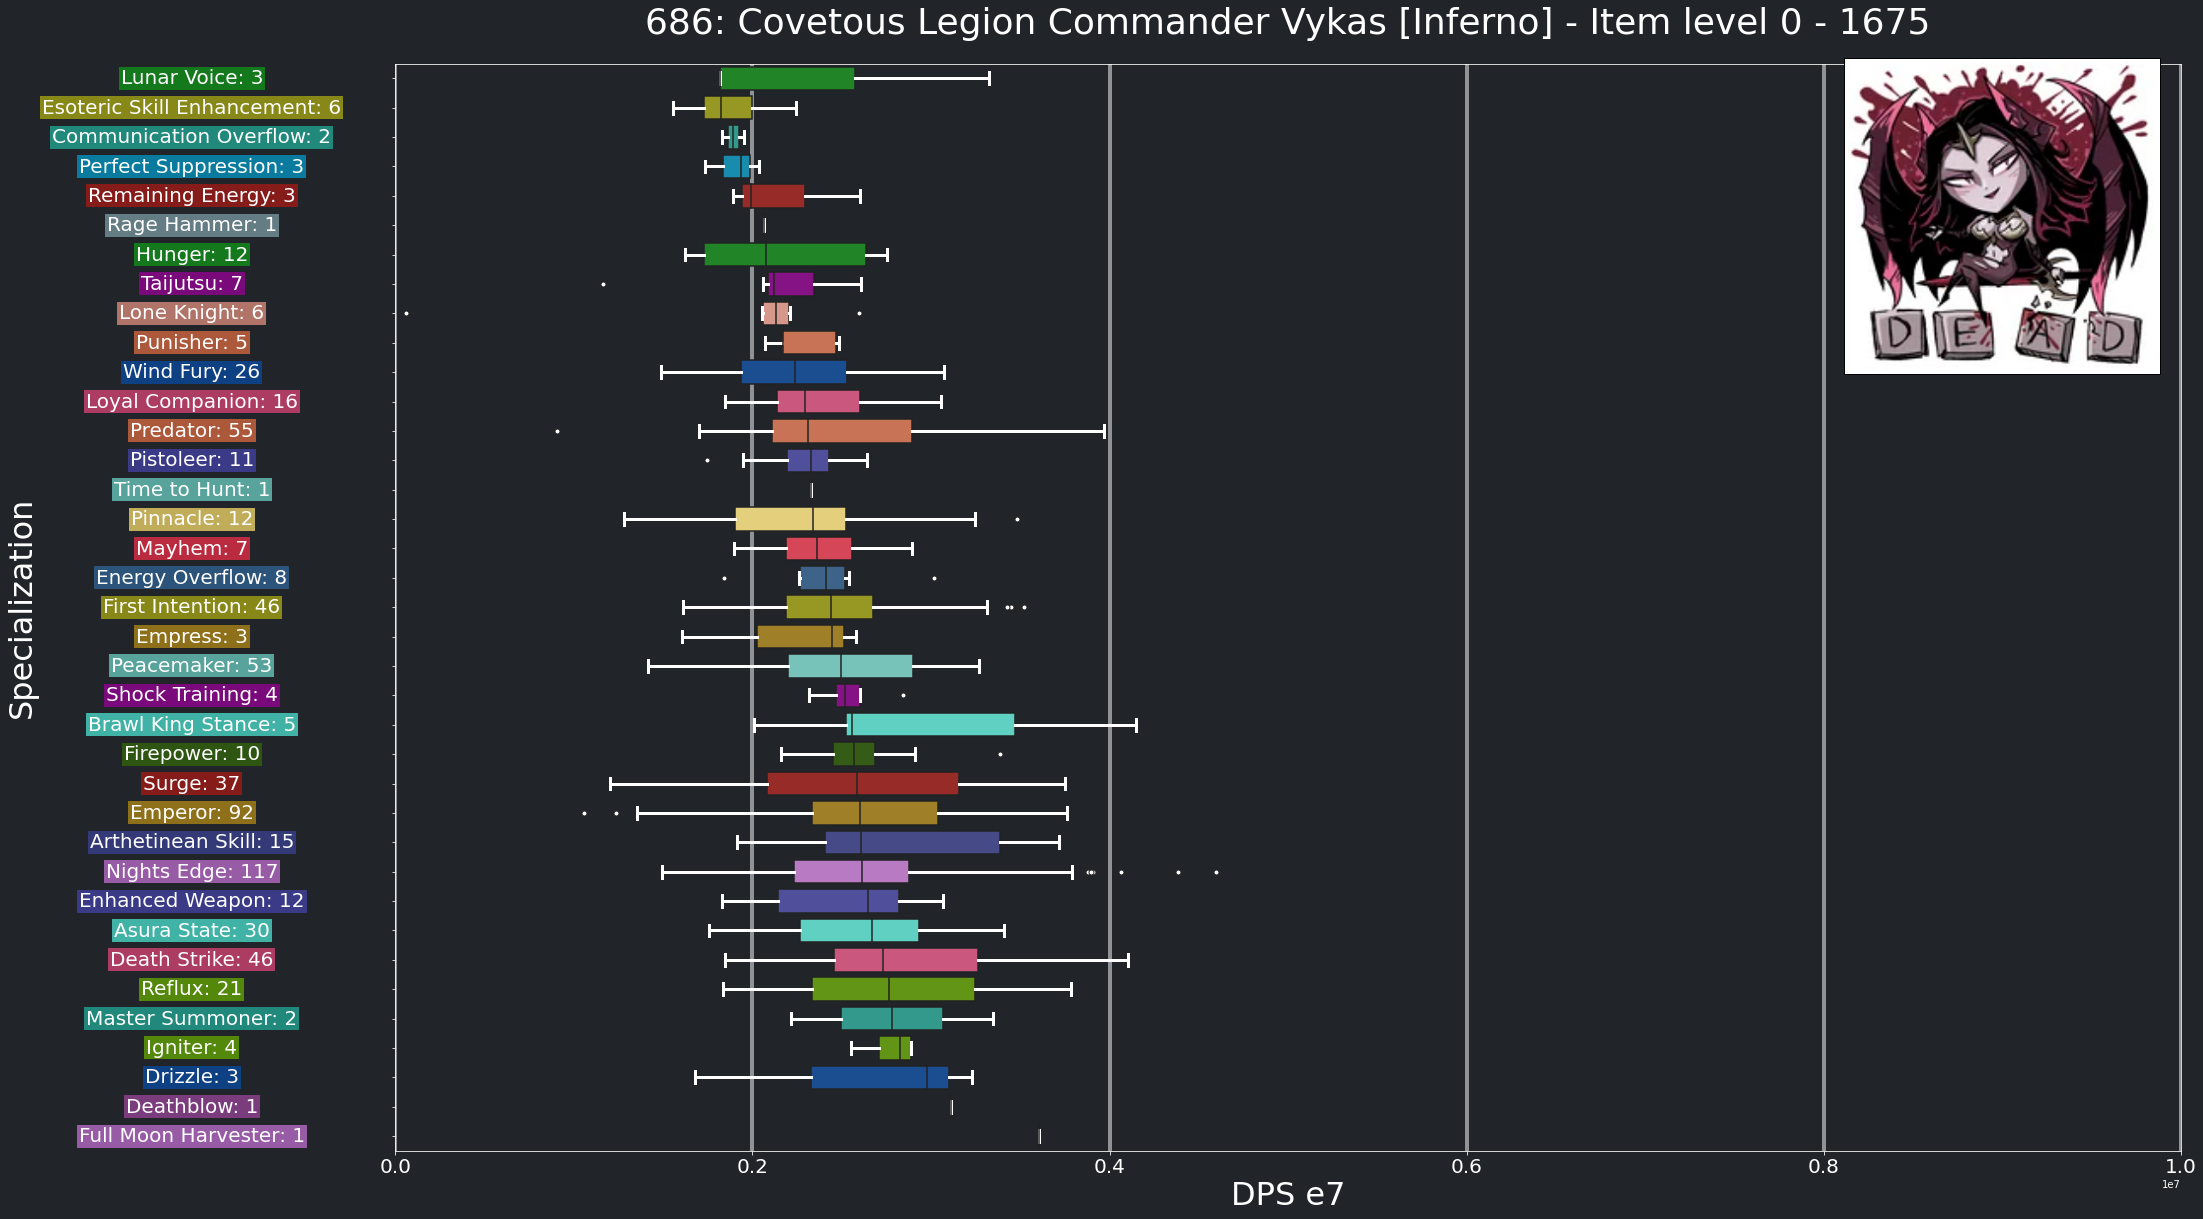 686: Covetous Legion Commander Vykas [Inferno] - Item level 0 - 1675
Specialization
Lunar Voice: 3
Esoteric Skill Enhancement: 6
Communication Overflow: 2
Perfect Suppression: 3
Remaining Energy: 3
Rage Hammer: 1
Hunger: 12
Taijutsu: 7
Lone Knight: 6
Punisher: 5
Wind Fury: 26
Loyal Companion: 16
Predator: 55
Pistoleer: 11
Time to Hunt: 1
Pinnacle: 12
Mayhem: 7
Energy Overflow: 8
First Intention: 46
Empress: 3
Peacemaker: 53
Shock Training: 4
Brawl King Stance: 5
Firepower: 10
Surge: 37
Emperor: 92
Arthetinean Skill: 15
Nights Edge: 117
Enhanced Weapon: 12
Asura State: 30
Death Strike: 46
Reflux: 21
Master Summoner: 2
Igniter: 4
Drizzle: 3
Deathblow: 1
Full Moon Harvester: 1
D E A D
0.0 0.2 0.4 0.6 0.8 1.0
1e7
DPS e7